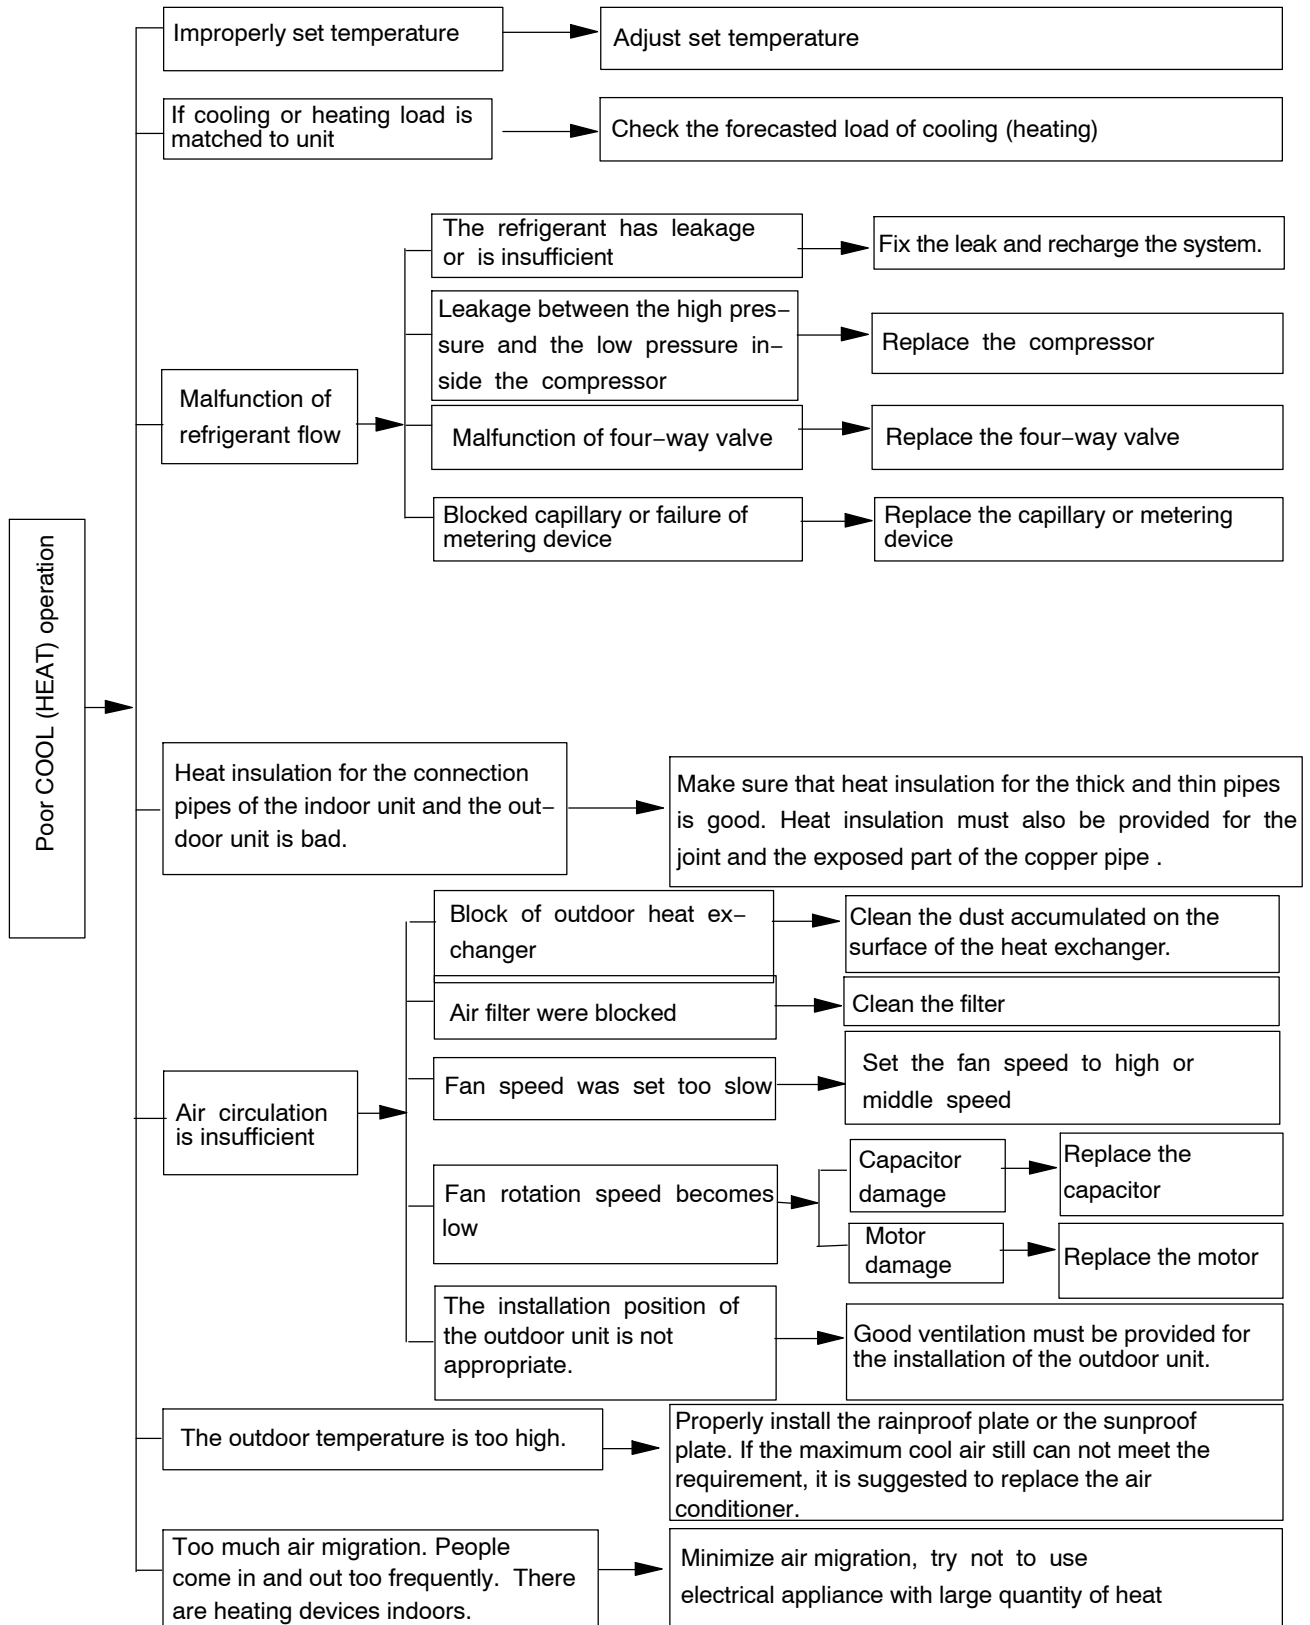 Improperly set temperature
Adjust set temperature
If cooling or heating load is
matched to unit
Check the forecasted load of cooling (heating)
The refrigerant has leakage
or is insufficient
Fix the leak and recharge the system.
Leakage between the high pres–
sure and the low pressure in–
side the compressor
Replace the compressor
Malfunction of
refrigerant flow
Malfunction of four–way valve
Replace the four–way valve
Blocked capillary or failure of
metering device
Replace the capillary or metering
device
Poor COOL (HEAT) operation
Heat insulation for the connection
pipes of the indoor unit and the out–
door unit is bad.
Make sure that heat insulation for the thick and thin pipes
is good. Heat insulation must also be provided for the
joint and the exposed part of the copper pipe .
Block of outdoor heat ex–
changer
Clean the dust accumulated on the
surface of the heat exchanger.
Air filter were blocked
Clean the filter
Fan speed was set too slow
Set the fan speed to high or
middle speed
Air circulation
is insufficient
Fan rotation speed becomes
low
Capacitor
damage
Replace the
capacitor
Motor
damage
Replace the motor
The installation position of
the outdoor unit is not
appropriate.
Good ventilation must be provided for
the installation of the outdoor unit.
The outdoor temperature is too high.
Properly install the rainproof plate or the sunproof
plate. If the maximum cool air still can not meet the
requirement, it is suggested to replace the air
conditioner.
Too much air migration. People
come in and out too frequently. There
are heating devices indoors.
Minimize air migration, try not to use
electrical appliance with large quantity of heat